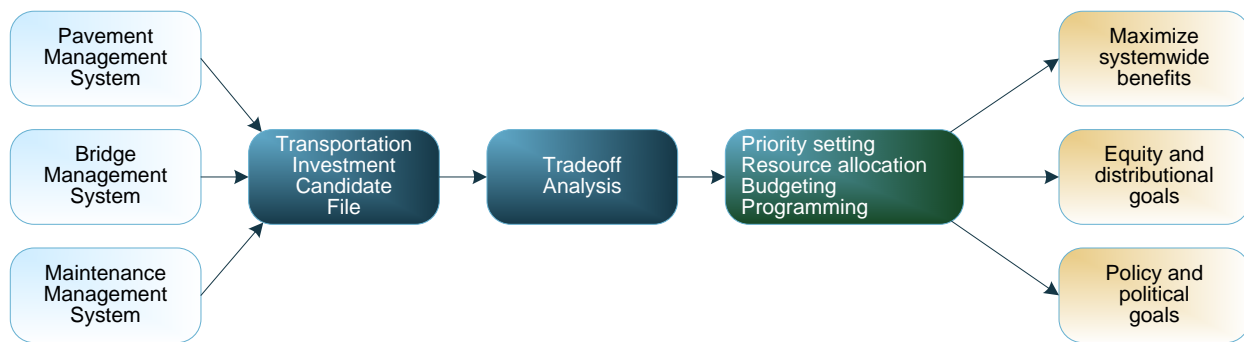 Pavement
Management
System
Bridge
Management
System
Maintenance
Management
System
Transportation
Investment
Candidate
File
Tradeoff
Analysis
Priority setting
Resource allocation
Budgeting
Programming
Maximize
systemwide
benefits
Equity and
distributional
goals
Policy and
political
goals